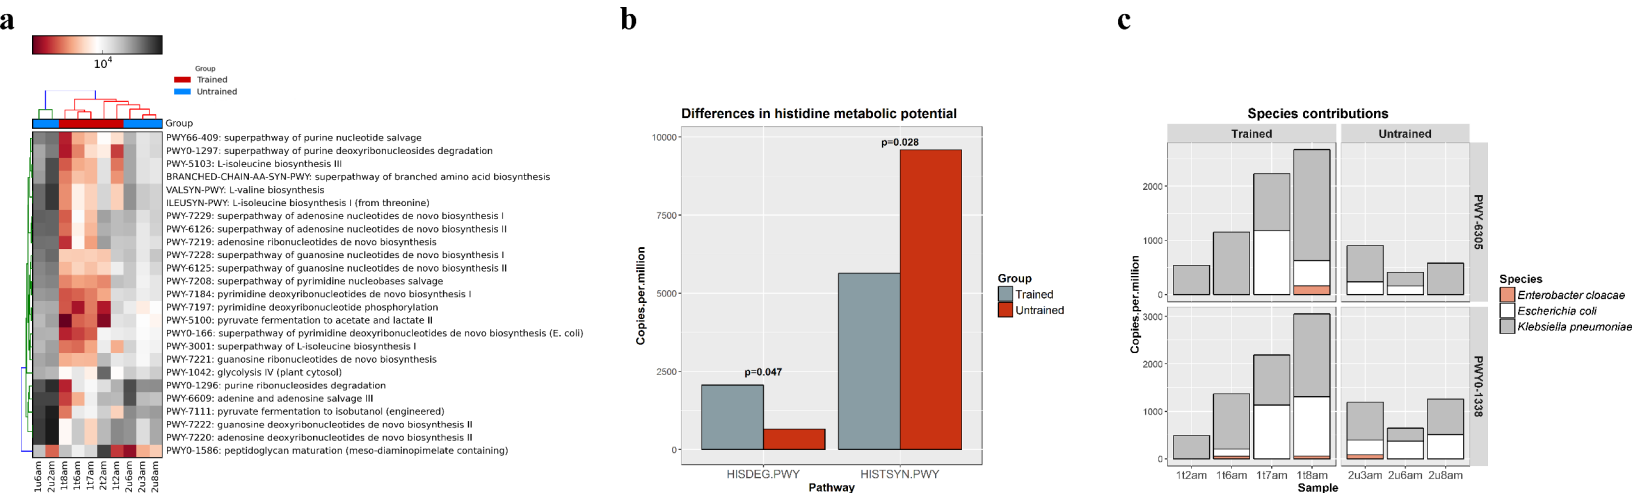 a
10^4
Group
Trained
Untrained
Group
PWY66-409: superpathway of purine nucleotide salvage
PWY0-1297: superpathway of purine deoxyribonucleosides degradation
PWY-5103: L-isoleucine biosynthesis III
BRANCHED-CHAIN-AA-SYN-PWY: superpathway of branched amino acid biosynthesis
VALSYN-PWY: L-valine biosynthesis
ILEUSYN-PWY: L-isoleucine biosynthesis I (from threonine)
PWY-7229: superpathway of adenosine nucleotides de novo biosynthesis I
PWY-6126: superpathway of adenosine nucleotides de novo biosynthesis II
PWY-7219: adenosine ribonucleotides de novo biosynthesis
PWY-7228: superpathway of guanosine nucleotides de novo biosynthesis I
PWY-6125: superpathway of guanosine nucleotides de novo biosynthesis II
PWY-7208: superpathway of pyrimidine nucleobases salvage
PWY-7184: pyrimidine deoxyribonucleotides de novo biosynthesis I
PWY-7197: pyrimidine deoxyribonucleotide phosphorylation
PWY-5100: pyruvate fermentation to acetate and lactate II
PWY0-166: superpathway of pyrimidine deoxyribonucleotides de novo biosynthesis (E. coli)
PWY-3001: superpathway of L-isoleucine biosynthesis I
PWY-7221: guanosine ribonucleotides de novo biosynthesis
PWY-1042: glycolysis IV (plant cytosol)
PWY0-1296: purine ribonucleosides degradation
PWY-6609: adenine and adenosine salvage III
PWY-7111: pyruvate fermentation to isobutanol (engineered)
PWY-7222: guanosine deoxyribonucleotides de novo biosynthesis II
PWY-7220: adenosine deoxyribonucleotides de novo biosynthesis II
PWY0-1586: peptidoglycan maturation (meso-diaminopimelate containing)
1u6am 2u2am 1t8am 1t6am 1t7am 2t22am 1t2am 2u6am 2u3am 2u8am
b
Differences in histidine metabolic potential
Copies.per.million
10000
7500
5000
2500
0
p=0.047
p=0.028
HISDEG.PWY HISTSYN.PWY
Pathway
Group
Trained
Untrained
c
Species contributions
Trained Untrained
Copies.per.million
2000
1000
0
PWY-6305
3000
2000
1000
0
PWY0-1338
1t2am 1t6am 1t7am 1t8am 2u3am 2u6am 2u8am
Sample
Species
Enterobacter cloacae
Escherichia coli
Klebsiella pneumoniae